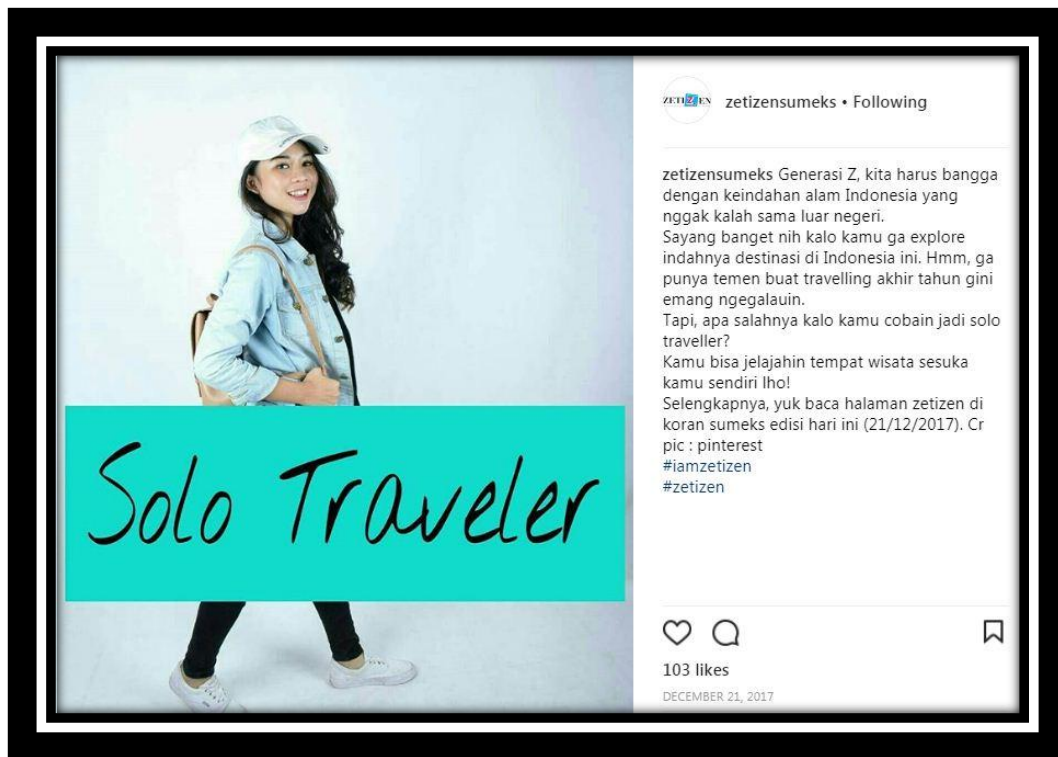 Solo Traveler
ZETIZEN
zetizensumeks • Following
zetizensumeks Generasi Z, kita harus bangga
dengan keindahan alam Indonesia yang
nggak kalah sama luar negeri.
Sayang banget nih kalo kamu ga explore
indahnya destinasi di Indonesia ini. Hmm, ga
punya temen buat travelling akhir tahun gini
emang ngegalauin.
Tapi, apa salahnya kalo kamu cobain jadi solo
traveller?
Kamu bisa jelajahin tempat wisata sesuka
kamu sendiri lho!
Selengkapnya, yuk baca halaman zetizen di
koran sumeks edisi hari ini (21/12/2017). Cr
pic : pinterest
#iamzetizen
#zetizen
103 likes
DECEMBER 21, 2017